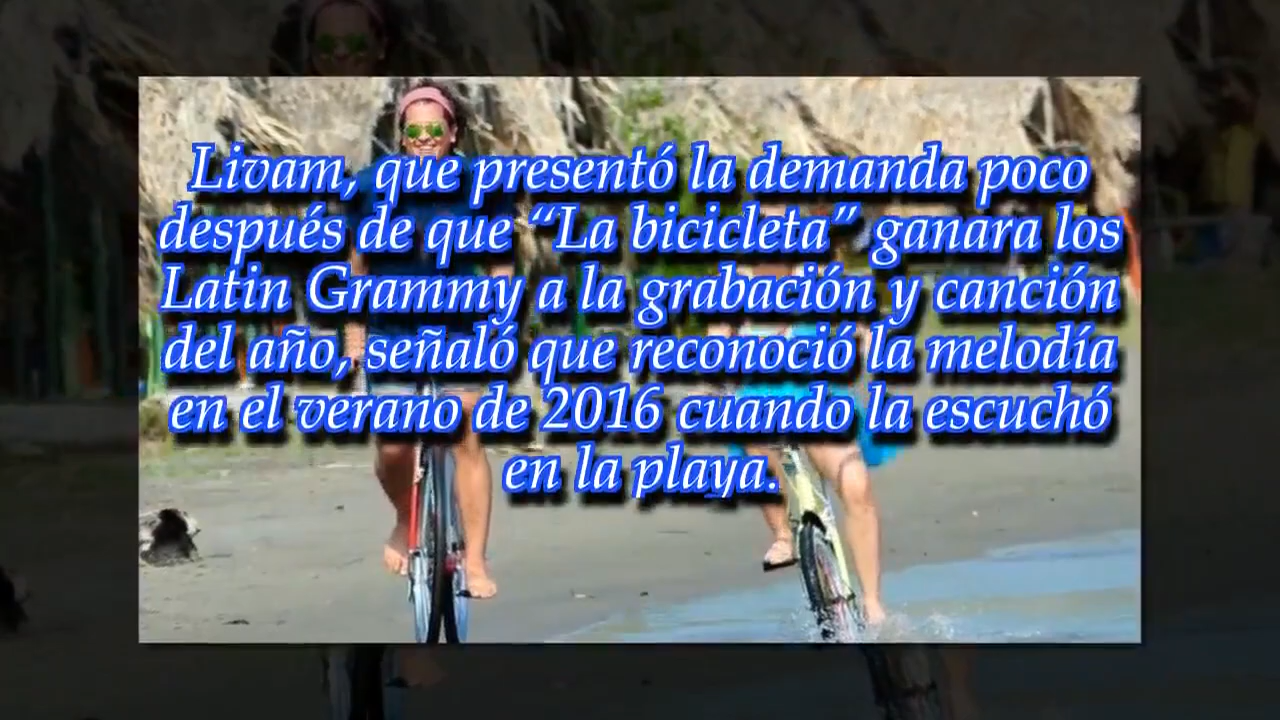 Livam, que presentó la demanda poco
después de que “La bicicleta” ganara los
Latin Grammy a la grabación y canción
del año, señaló que reconoció la melodía
en el verano de 2016 cuando la escuchó
en la playa.